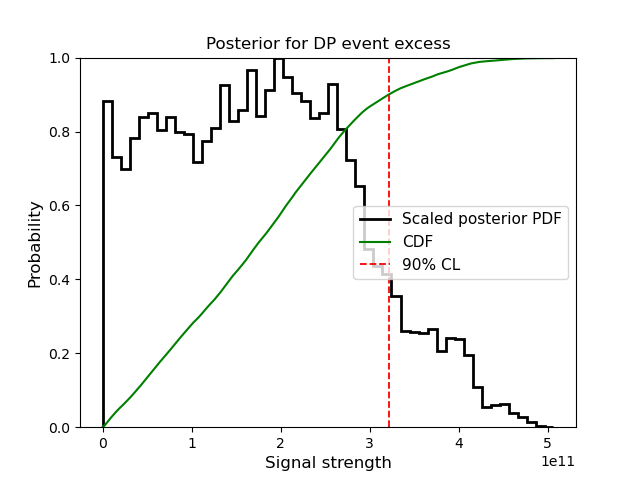 Posterior for DP event excess
1.0
0.8
0.6
0.4
0.2
0.0
Probability
Scaled posterior PDF
CDF
90% CL
0
1
2
3
4
5
1e11
Signal strength